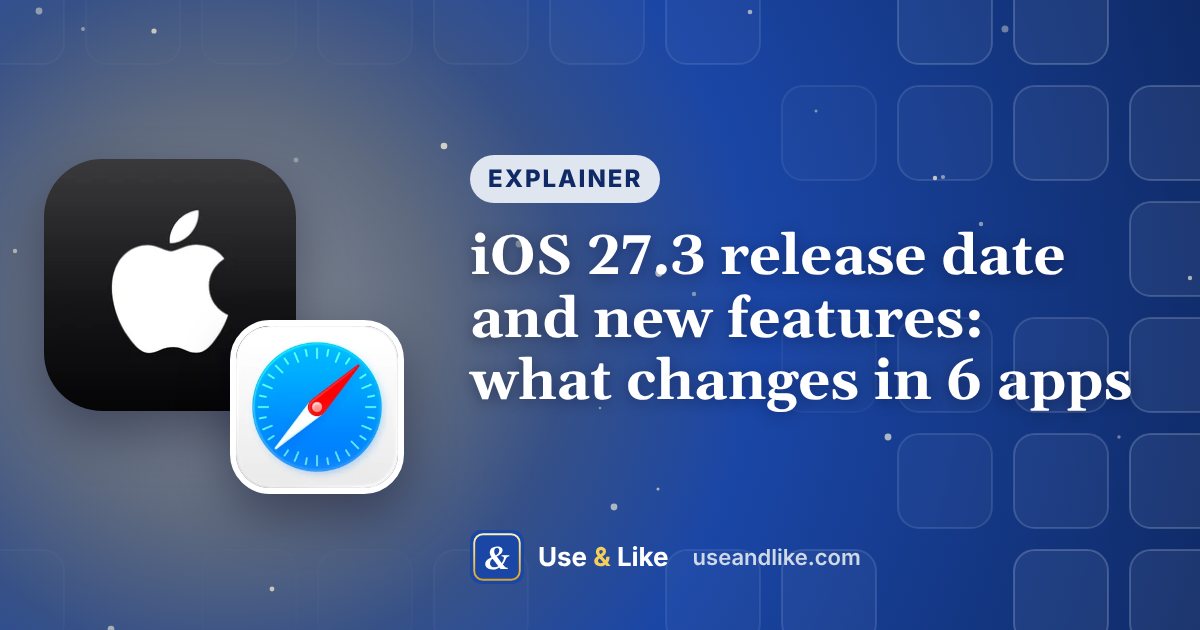 EXPLAINER
iOS 27.3 release date
and new features:
what changes in 6 apps
& Use & Like useandlike.com